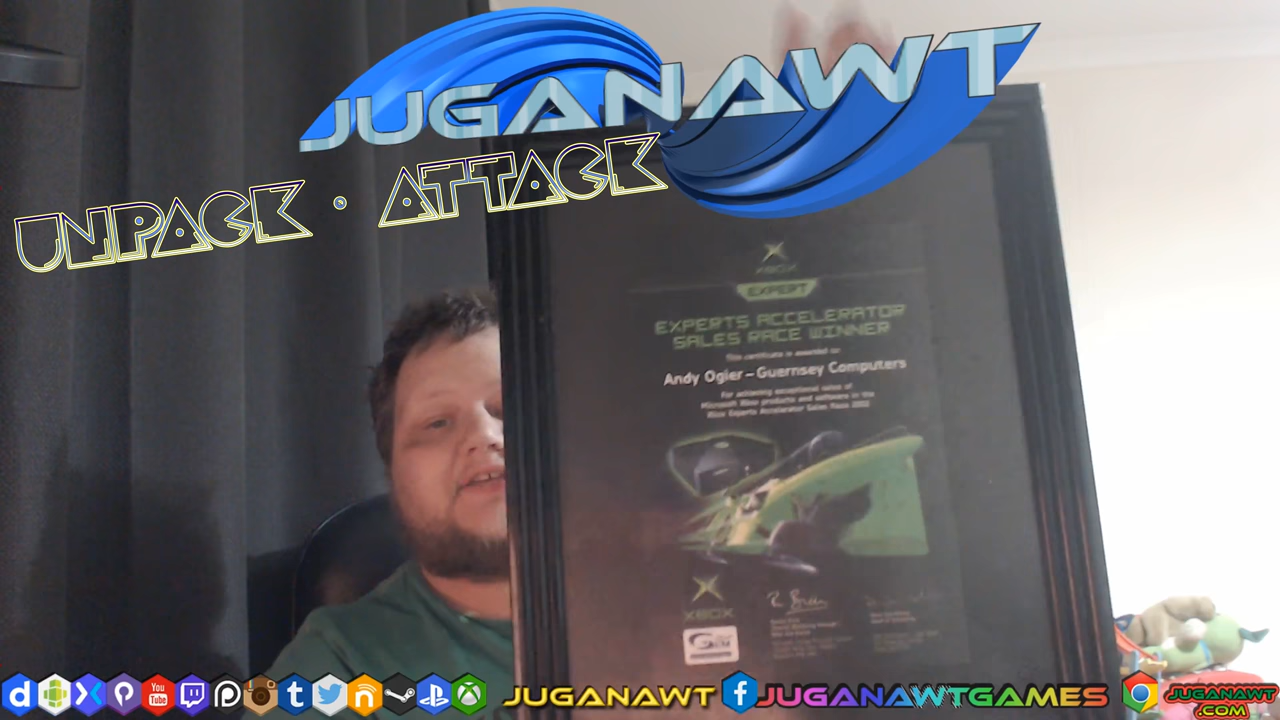 JUGANAWT
UNPACK • ATTACK
XBOX
EXPERT
EXPERTS ACCELERATOR
SALES RACE WINNER
This certificate is awarded to:
Andy Ogier – Guernsey Computers
For achieving exceptional sales of
Microsoft Xbox products and software in the
Xbox Experts Accelerator Sales Race 2002
XBOX
JUGANAWT
JUGANAWTGAMES
JUGANAWT
.COM